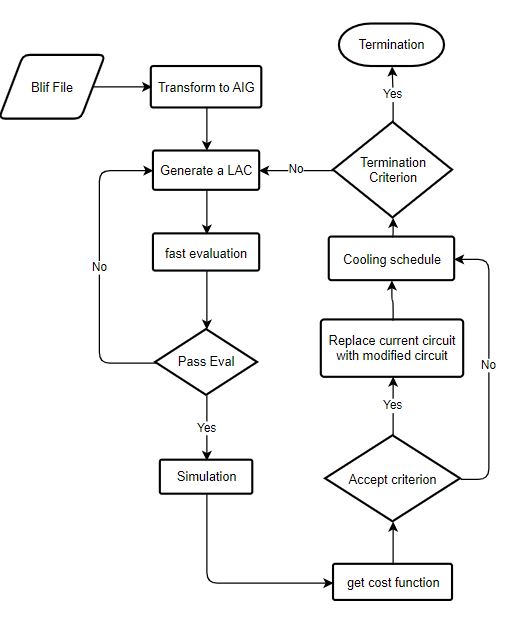 Blif File
Transform to AIG
Generate a LAC
fast evaluation
No
Pass Eval
Yes
Simulation
get cost function
Accept criterion
No
Yes
Replace current circuit
with modified circuit
Cooling schedule
Termination
Criterion
No
Yes
Termination